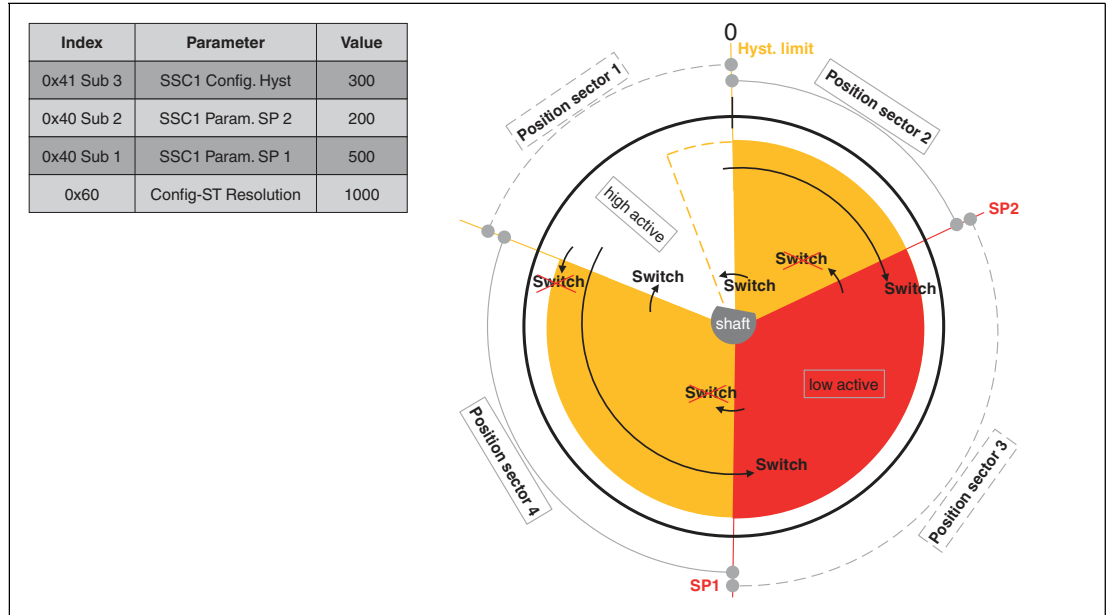 Index Parameter Value
0x41 Sub 3 SSC1 Config. Hyst 300
0x40 Sub 2 SSC1 Param. SP 2 200
0x40 Sub 1 SSC1 Param. SP 1 500
0x60 Config-ST Resolution 1000
0
Hyst. limit
Position sector 1
Position sector 2
high active
SP2
Switch
Switch
Switch
Switch
Switch
shaft
low active
Switch
Switch
Position sector 4
Position sector 3
SP1